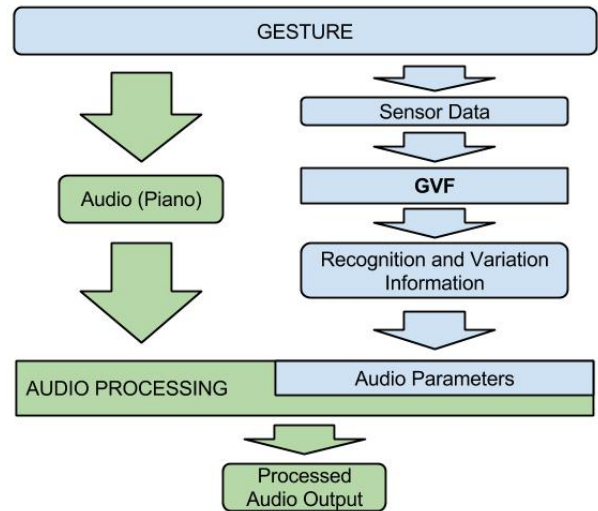 GESTURE
Sensor Data
GVF
Audio (Piano)
Recognition and Variation
Information
AUDIO PROCESSING
Audio Parameters
Processed
Audio Output